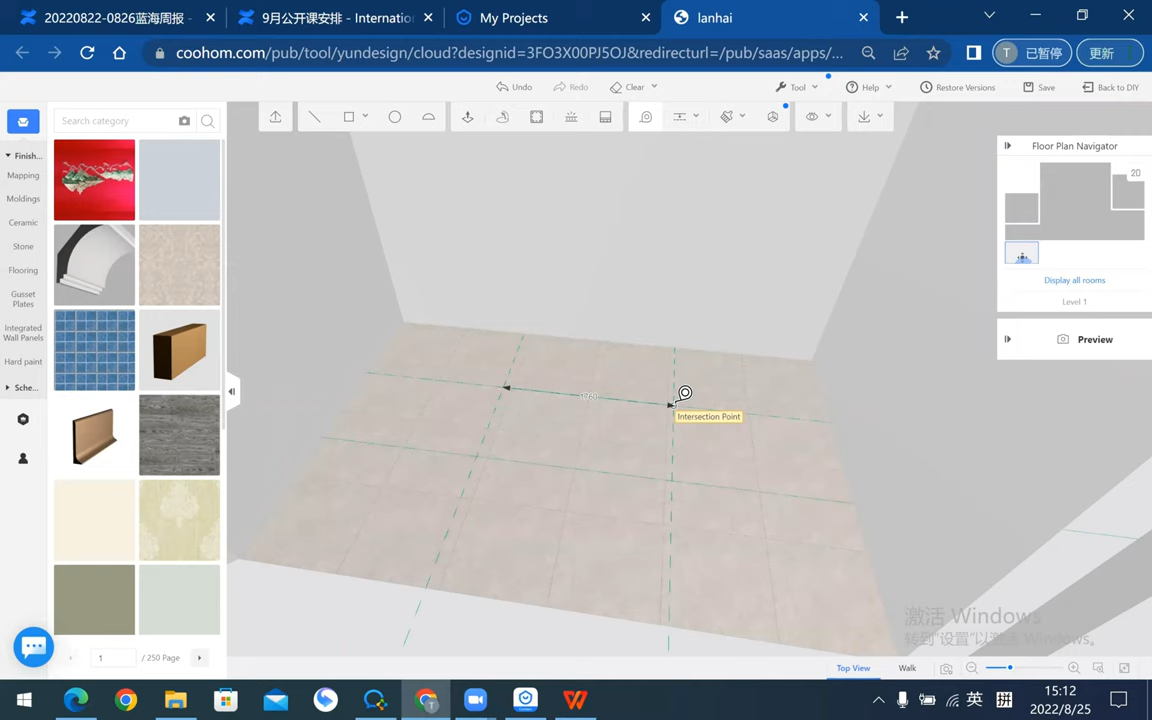 20220822-0826蓝海周报 -
9月公开课安排 - Internatio
My Projects
lanhai
coohom.com/pub/tool/yundesign/cloud?designid=3FO3X00PJ5OJ&redirecturl=/pub/saas/apps/...
T 已暂停
更新
Undo
Redo
Clear
Tool
Help
Restore Versions
Save
Back to DIY
Search category
Finish...
Mapping
Moldings
Ceramic
Stone
Flooring
Gusset
Plates
Integrated
Wall Panels
Hard paint
Sche...
Floor Plan Navigator
2D
Display all rooms
Level 1
Preview
1760
Intersection Point
激活 Windows
转到"设置"以激活 Windows。
1 / 250 Page
Top View
Walk
英
拼
15:12
2022/8/25